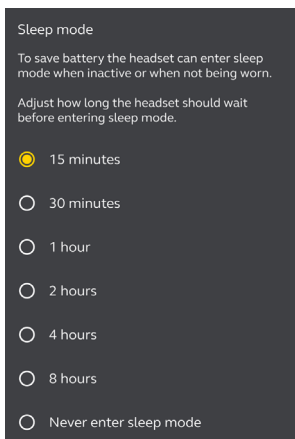 Sleep mode
To save battery the headset can enter sleep
mode when inactive or when not being worn.
Adjust how long the headset should wait
before entering sleep mode.
15 minutes
30 minutes
1 hour
2 hours
4 hours
8 hours
Never enter sleep mode